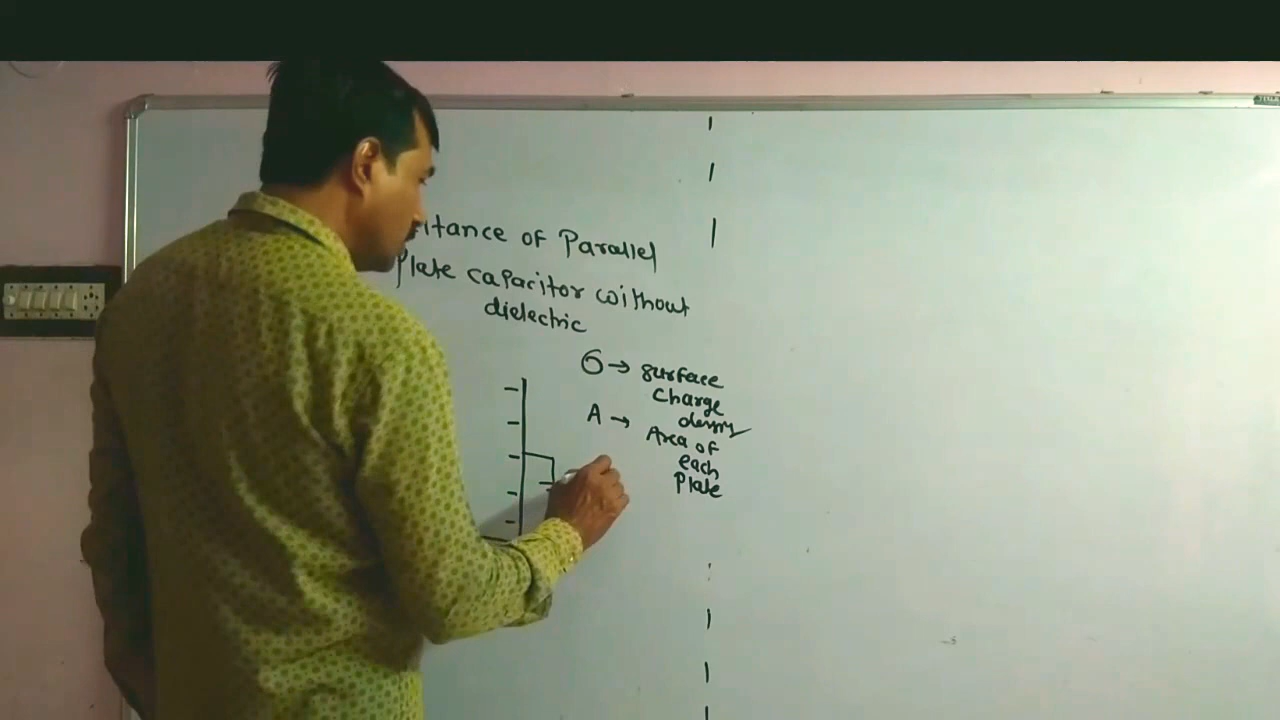 itance of Parallel
Plate capacitor without
dielectric
σ → surface
charge
density
A → Area of
each
Plate